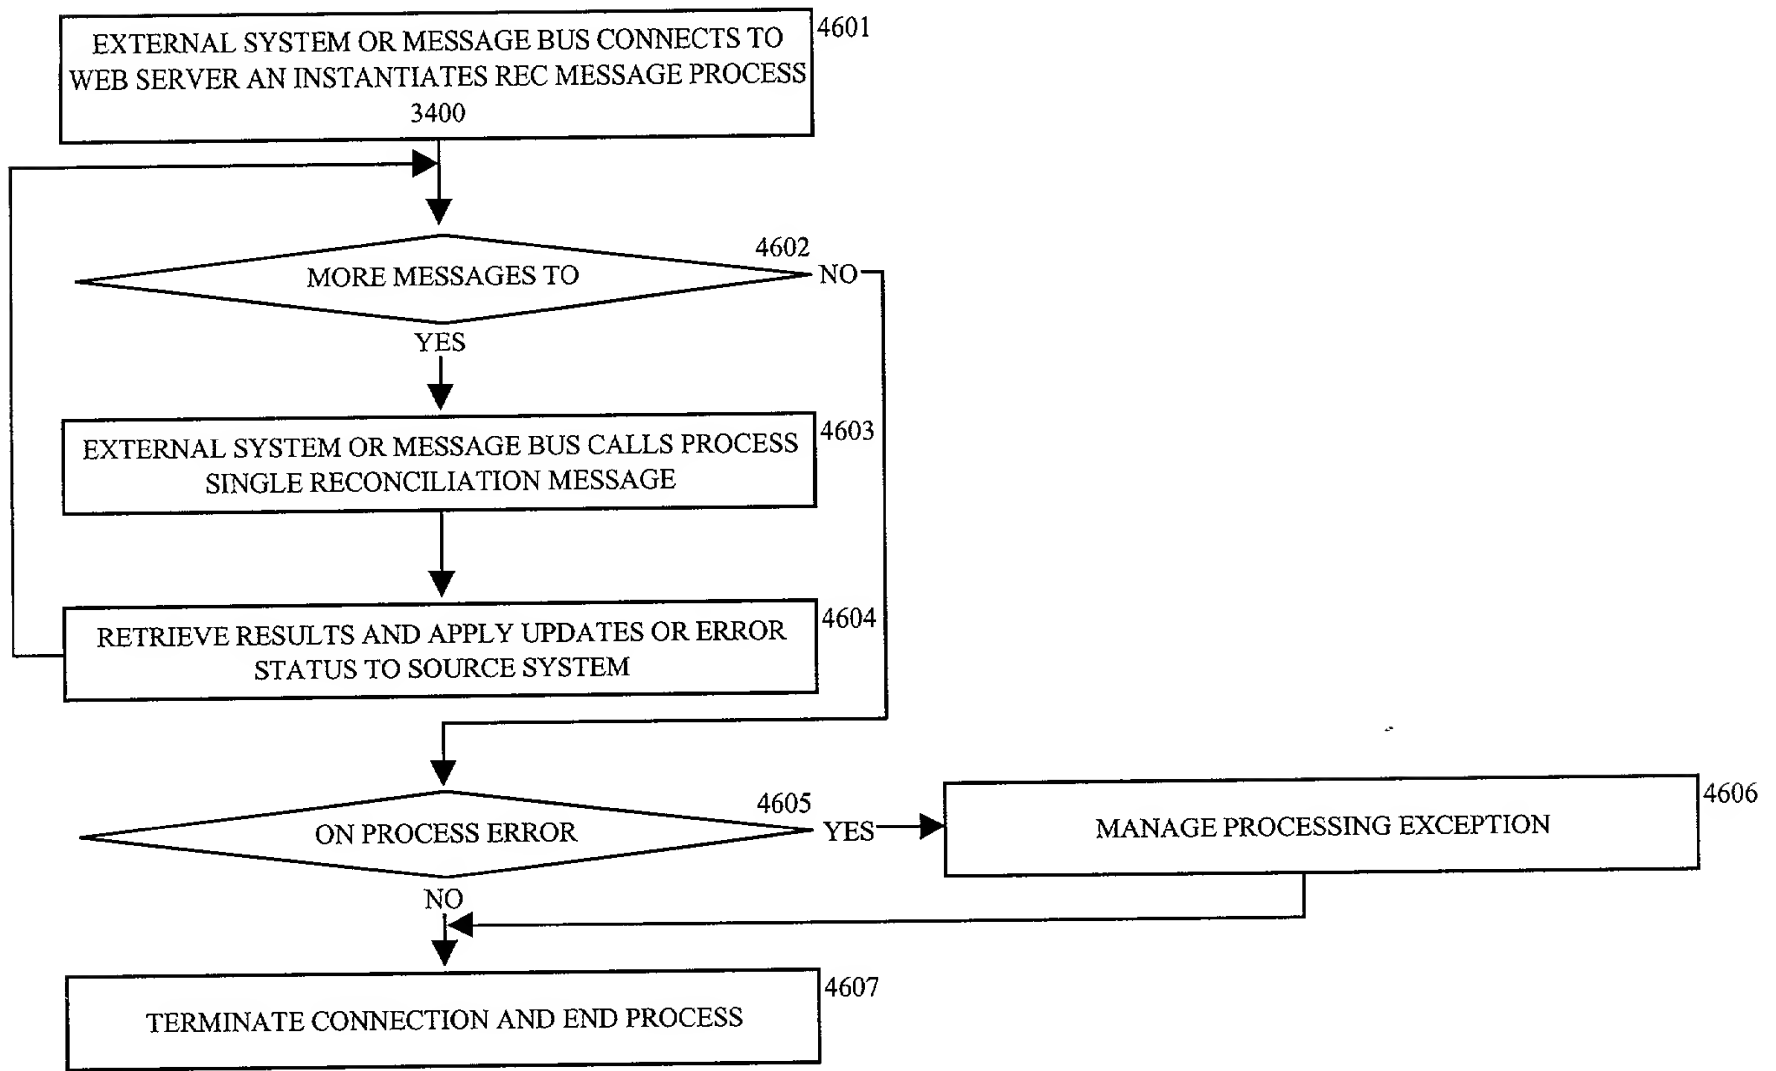 4601
EXTERNAL SYSTEM OR MESSAGE BUS CONNECTS TO
WEB SERVER AN INSTANTIATES REC MESSAGE PROCESS
3400
4602
MORE MESSAGES TO
NO
YES
4603
EXTERNAL SYSTEM OR MESSAGE BUS CALLS PROCESS
SINGLE RECONCILIATION MESSAGE
4604
RETRIEVE RESULTS AND APPLY UPDATES OR ERROR
STATUS TO SOURCE SYSTEM
4605
ON PROCESS ERROR
YES
4606
MANAGE PROCESSING EXCEPTION
NO
4607
TERMINATE CONNECTION AND END PROCESS